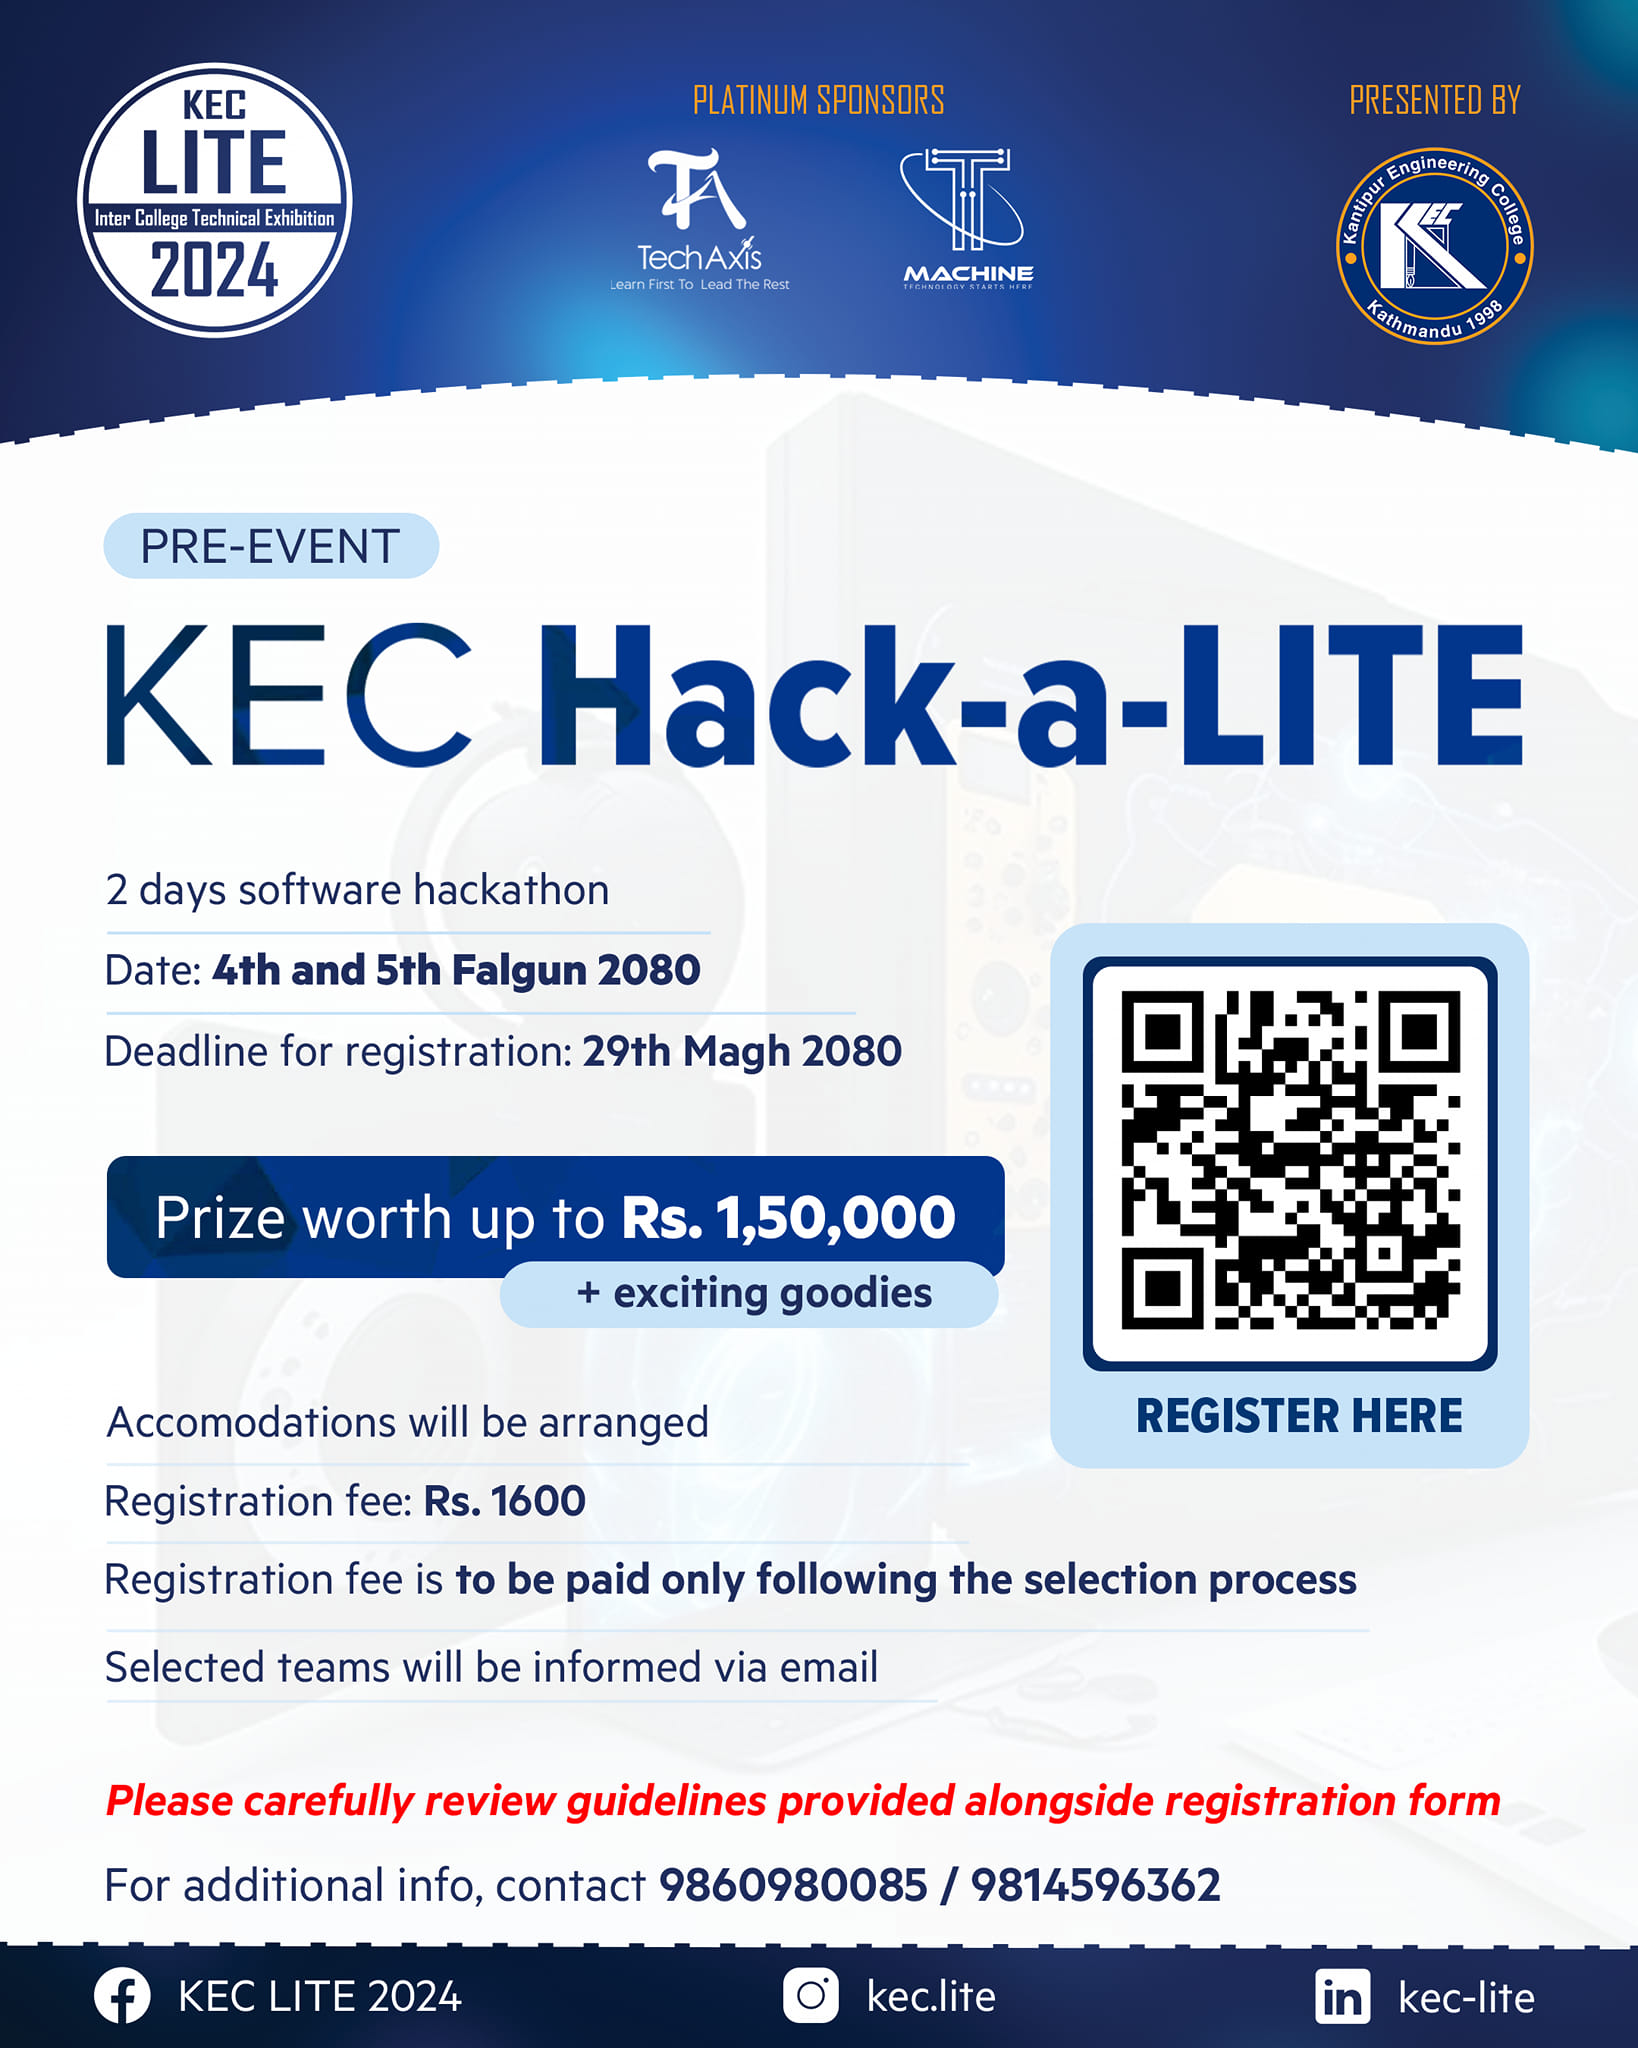 KEC
LITE
Inter College Technical Exhibition
2024
PLATINUM SPONSORS
TA
TechAxis
Learn First To Lead The Rest
MACHINE
TECHNOLOGY STARTS HERE
PRESENTED BY
Kantipur Engineering College
KEC
Kathmandu 1998
PRE-EVENT
KEC Hack-a-LITE
2 days software hackathon
Date: 4th and 5th Falgun 2080
Deadline for registration: 29th Magh 2080
Prize worth up to Rs. 1,50,000
+ exciting goodies
REGISTER HERE
Accomodations will be arranged
Registration fee: Rs. 1600
Registration fee is to be paid only following the selection process
Selected teams will be informed via email
Please carefully review guidelines provided alongside registration form
For additional info, contact 9860980085 / 9814596362
KEC LITE 2024
kec.lite
in kec-lite